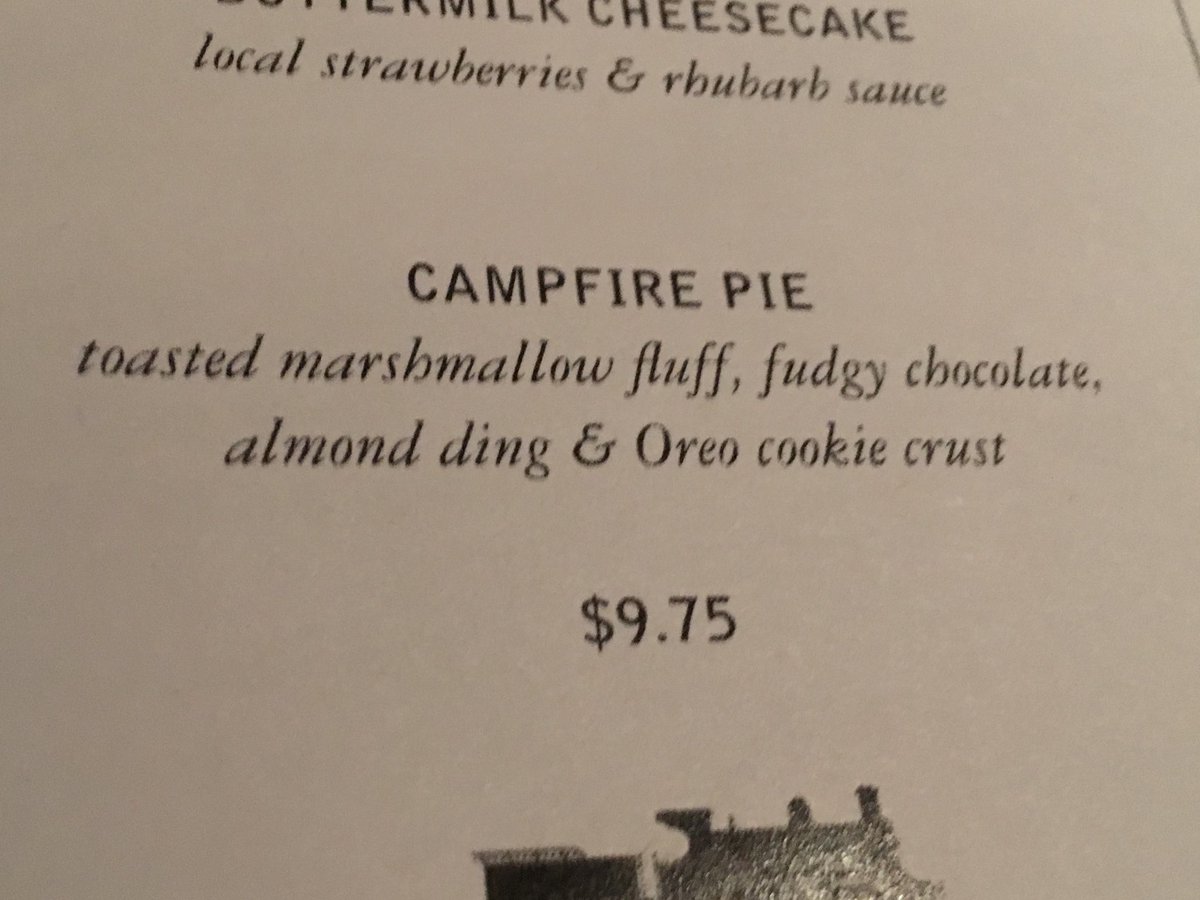 BUTTERMILK CHEESECAKE
local strawberries & rhubarb sauce
CAMPFIRE PIE
toasted marshmallow fluff, fudgy chocolate,
almond ding & Oreo cookie crust
$9.75